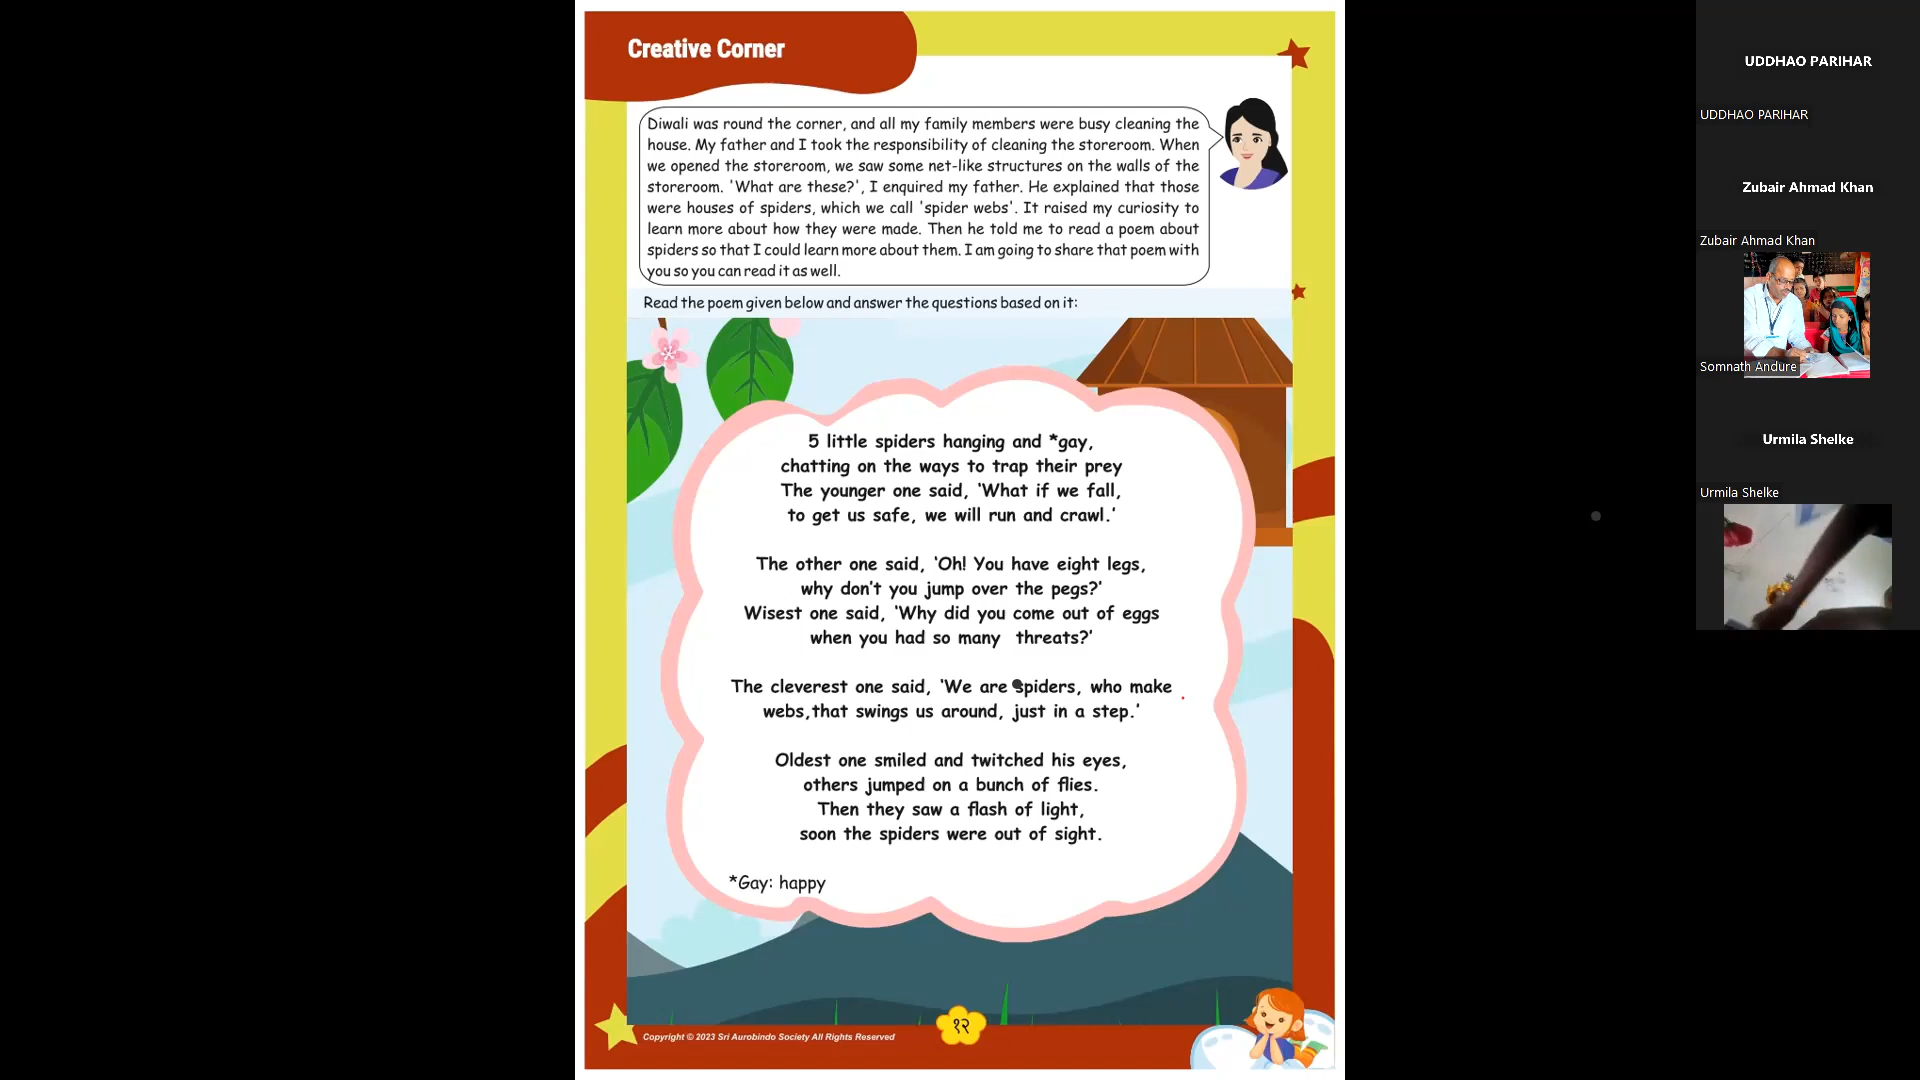 Creative Corner
Diwali was round the corner, and all my family members were busy cleaning the
house. My father and I took the responsibility of cleaning the storeroom. When
we opened the storeroom, we saw some net-like structures on the walls of the
storeroom. 'What are these?', I enquired my father. He explained that those
were houses of spiders, which we call 'spider webs'. It raised my curiosity to
learn more about how they were made. Then he told me to read a poem about
spiders so that I could learn more about them. I am going to share that poem with
you so you can read it as well.
Read the poem given below and answer the questions based on it:
5 little spiders hanging and *gay,
chatting on the ways to trap their prey
The younger one said, 'What if we fall,
to get us safe, we will run and crawl.'
The other one said, 'Oh! You have eight legs,
why don't you jump over the pegs?'
Wisest one said, 'Why did you come out of eggs
when you had so many threats?'
The cleverest one said, 'We are spiders, who make
webs,that swings us around, just in a step.'
Oldest one smiled and twitched his eyes,
others jumped on a bunch of flies.
Then they saw a flash of light,
soon the spiders were out of sight.
*Gay: happy
Copyright © 2023 Sri Aurobindo Society All Rights Reserved
१२
UDDHAO PARIHAR
UDDHAO PARIHAR
Zubair Ahmad Khan
Zubair Ahmad Khan
Somnath Andure
Urmila Shelke
Urmila Shelke